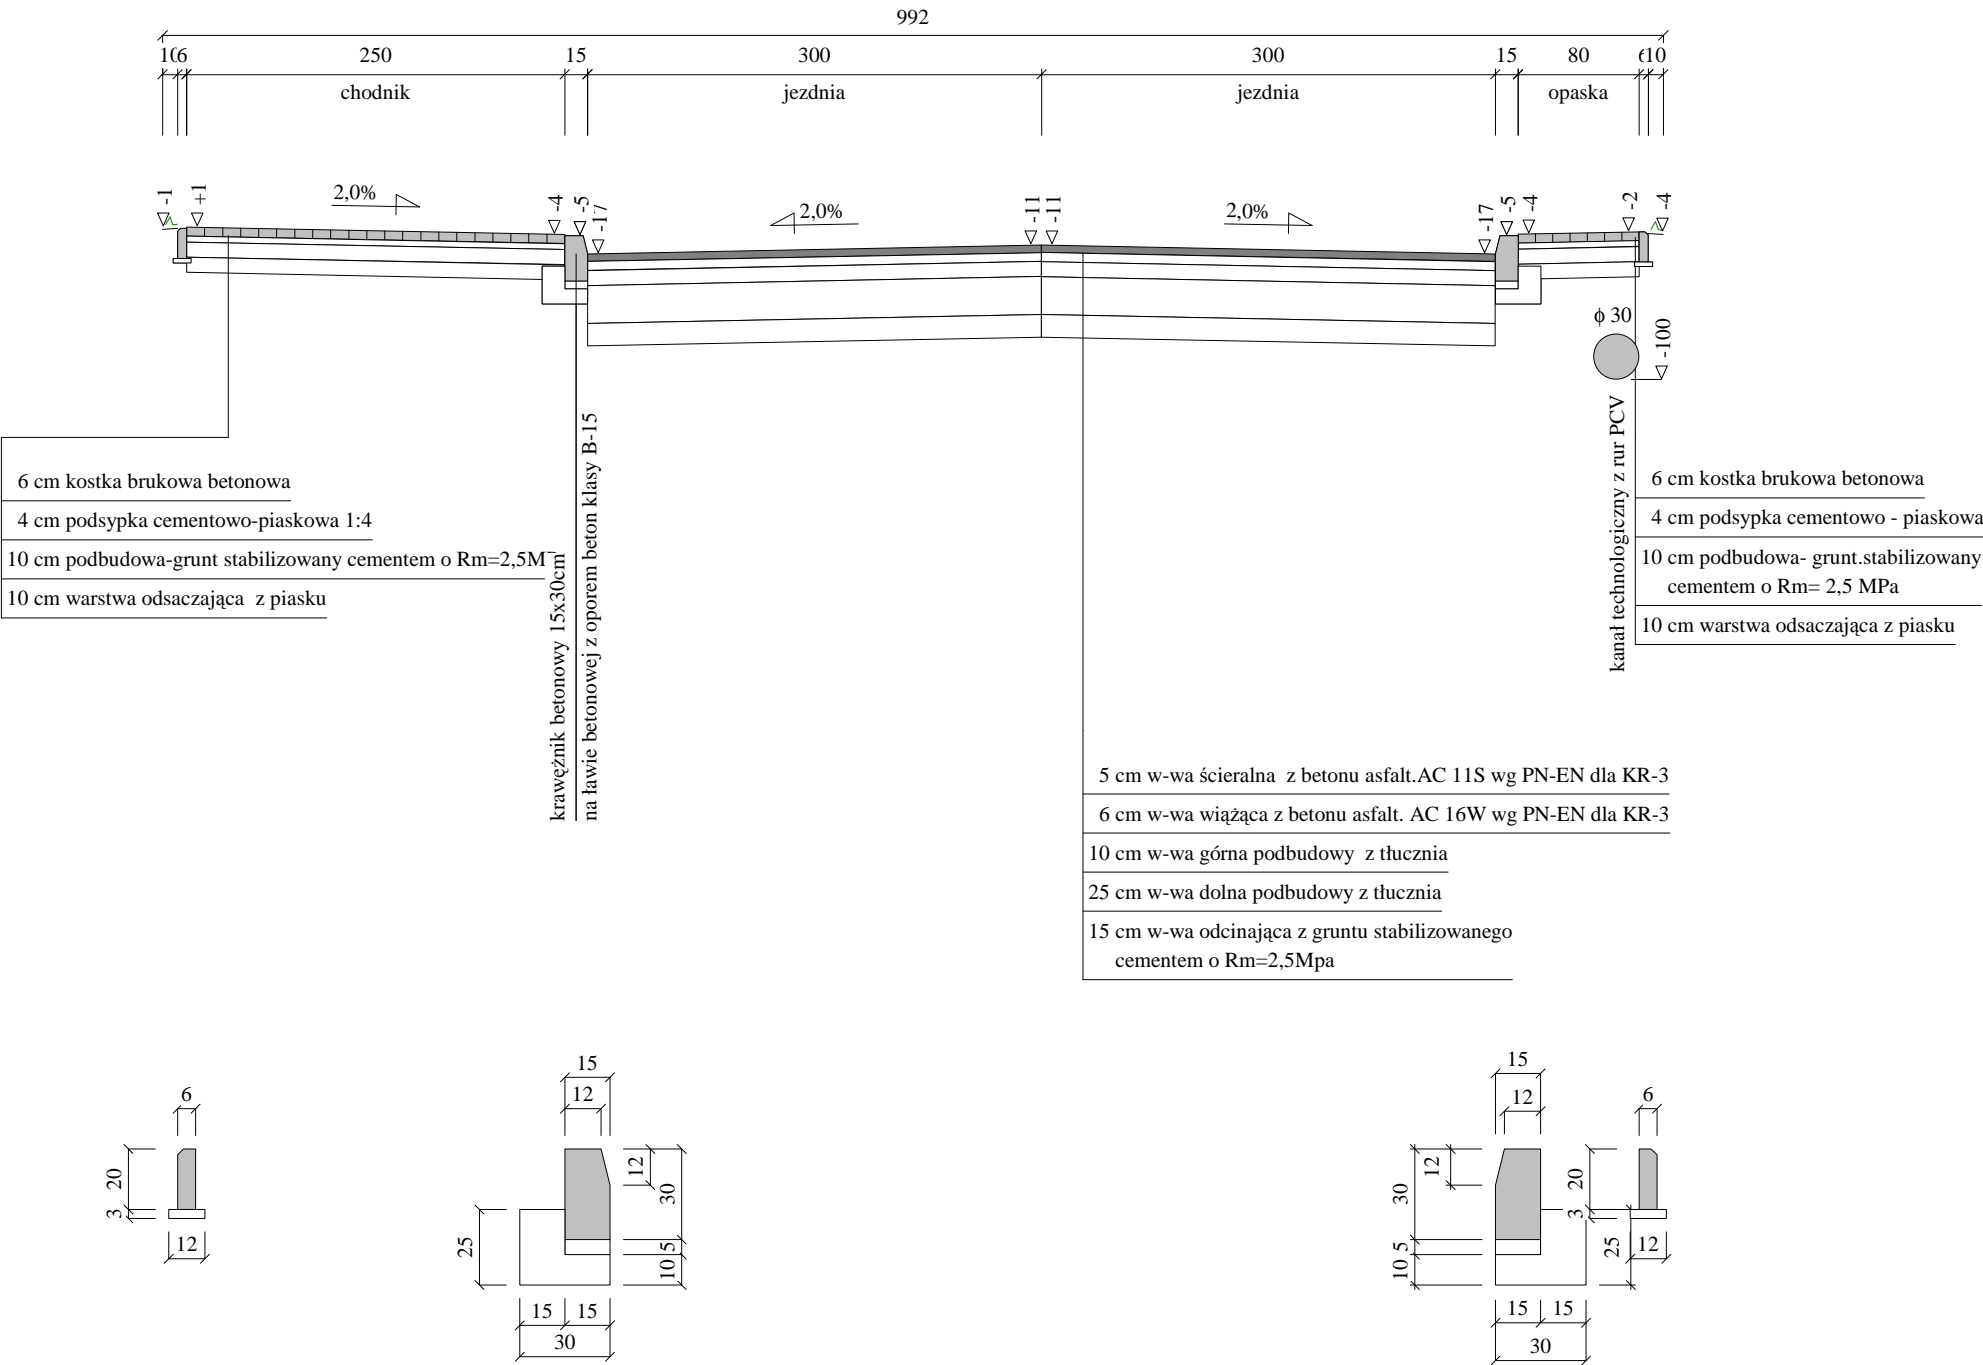 992
10 6 250 15 300 300 15 80 6 10
chodnik jezdnia jezdnia opaska
-1 +1 2,0% -4 -5 -17 2,0% -11 -11 2,0% -17 -5 -4 -2 -4
ϕ 30
-100
6 cm kostka brukowa betonowa
4 cm podsypka cementowo-piaskowa 1:4
10 cm podbudowa-grunt stabilizowany cementem o Rm=2,5M
10 cm warstwa odsaczająca z piasku
krawężnik betonowy 15x30cm
na ławie betonowej z oporem beton klasy B-15
kanał technologiczny z rur PCV
6 cm kostka brukowa betonowa
4 cm podsypka cementowo - piaskowa
10 cm podbudowa- grunt.stabilizowany
cementem o Rm= 2,5 MPa
10 cm warstwa odsaczająca z piasku
5 cm w-wa ścieralna z betonu asfalt.AC 11S wg PN-EN dla KR-3
6 cm w-wa wiążąca z betonu asfalt. AC 16W wg PN-EN dla KR-3
10 cm w-wa górna podbudowy z tłucznia
25 cm w-wa dolna podbudowy z tłucznia
15 cm w-wa odcinająca z gruntu stabilizowanego
cementem o Rm=2,5Mpa
6
20
3
12
15
12
12
30
25
5
10
15 15
30
15
12
12
30
5
10
15 15
30
25
6
20
3
12